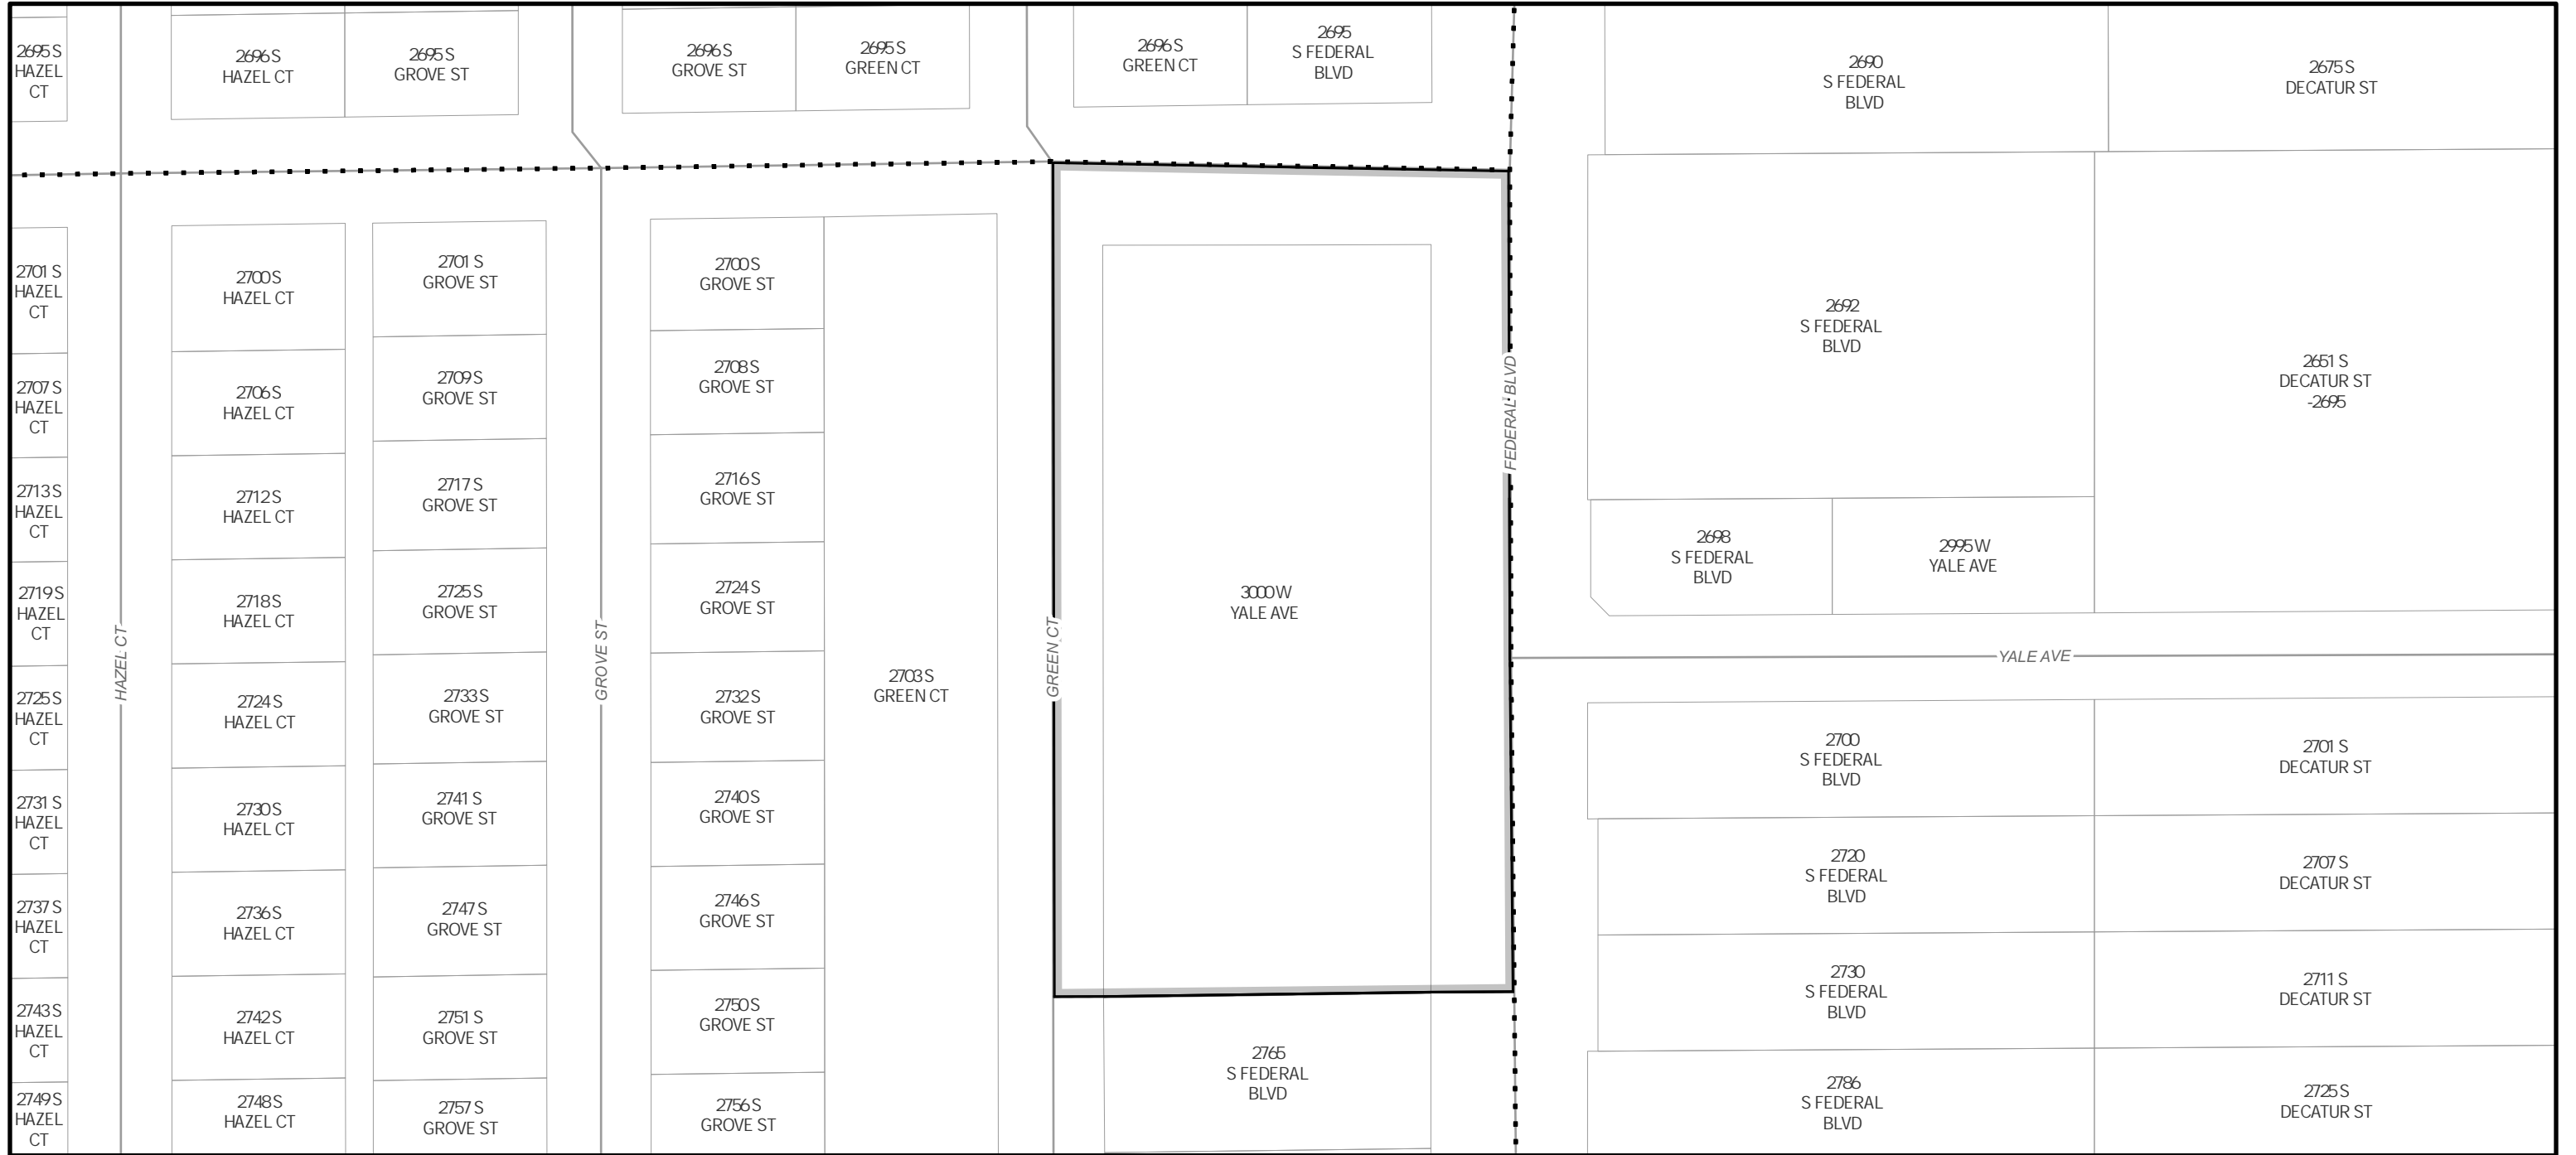 2695 S
HAZEL
CT
2696 S
HAZEL CT
2695 S
GROVE ST
2696 S
GROVE ST
2695 S
GREEN CT
2696 S
GREEN CT
2695
S FEDERAL
BLVD
2690
S FEDERAL
BLVD
2675 S
DECATUR ST
2701 S
HAZEL
CT
2707 S
HAZEL
CT
2713 S
HAZEL
CT
2719 S
HAZEL
CT
2725 S
HAZEL
CT
2731 S
HAZEL
CT
2737 S
HAZEL
CT
2743 S
HAZEL
CT
2749 S
HAZEL
CT
HAZEL CT
2700 S
HAZEL CT
2706 S
HAZEL CT
2712 S
HAZEL CT
2718 S
HAZEL CT
2724 S
HAZEL CT
2730 S
HAZEL CT
2736 S
HAZEL CT
2742 S
HAZEL CT
2748 S
HAZEL CT
2701 S
GROVE ST
2709 S
GROVE ST
2717 S
GROVE ST
2725 S
GROVE ST
2733 S
GROVE ST
2741 S
GROVE ST
2747 S
GROVE ST
2751 S
GROVE ST
2757 S
GROVE ST
GROVE ST
2700 S
GROVE ST
2708 S
GROVE ST
2716 S
GROVE ST
2724 S
GROVE ST
2732 S
GROVE ST
2740 S
GROVE ST
2746 S
GROVE ST
2750 S
GROVE ST
2756 S
GROVE ST
2703 S
GREEN CT
GREEN CT
3000 W
YALE AVE
2765
S FEDERAL
BLVD
FEDERAL BLVD
2692
S FEDERAL
BLVD
2651 S
DECATUR ST
-2695
2698
S FEDERAL
BLVD
2995 W
YALE AVE
YALE AVE
2700
S FEDERAL
BLVD
2701 S
DECATUR ST
2720
S FEDERAL
BLVD
2707 S
DECATUR ST
2730
S FEDERAL
BLVD
2711 S
DECATUR ST
2786
S FEDERAL
BLVD
2725 S
DECATUR ST